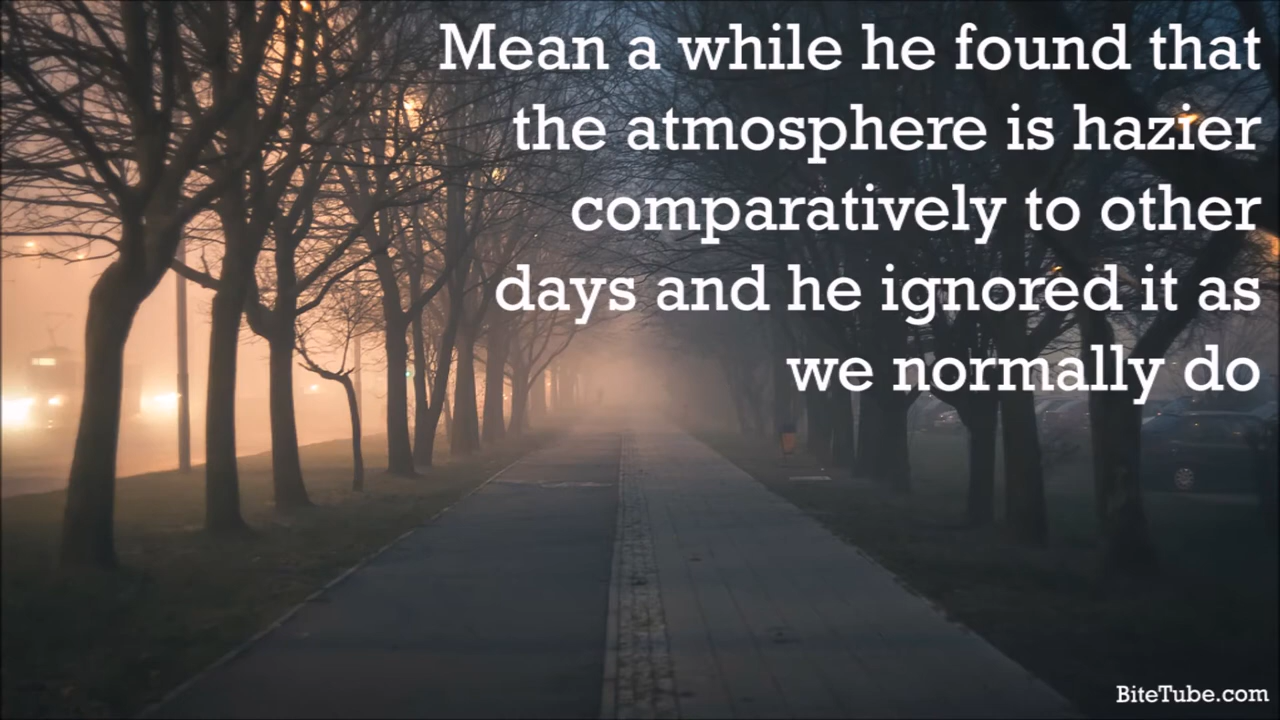 Mean a while he found that
the atmosphere is hazier
comparatively to other
days and he ignored it as
we normally do
BiteTube.com